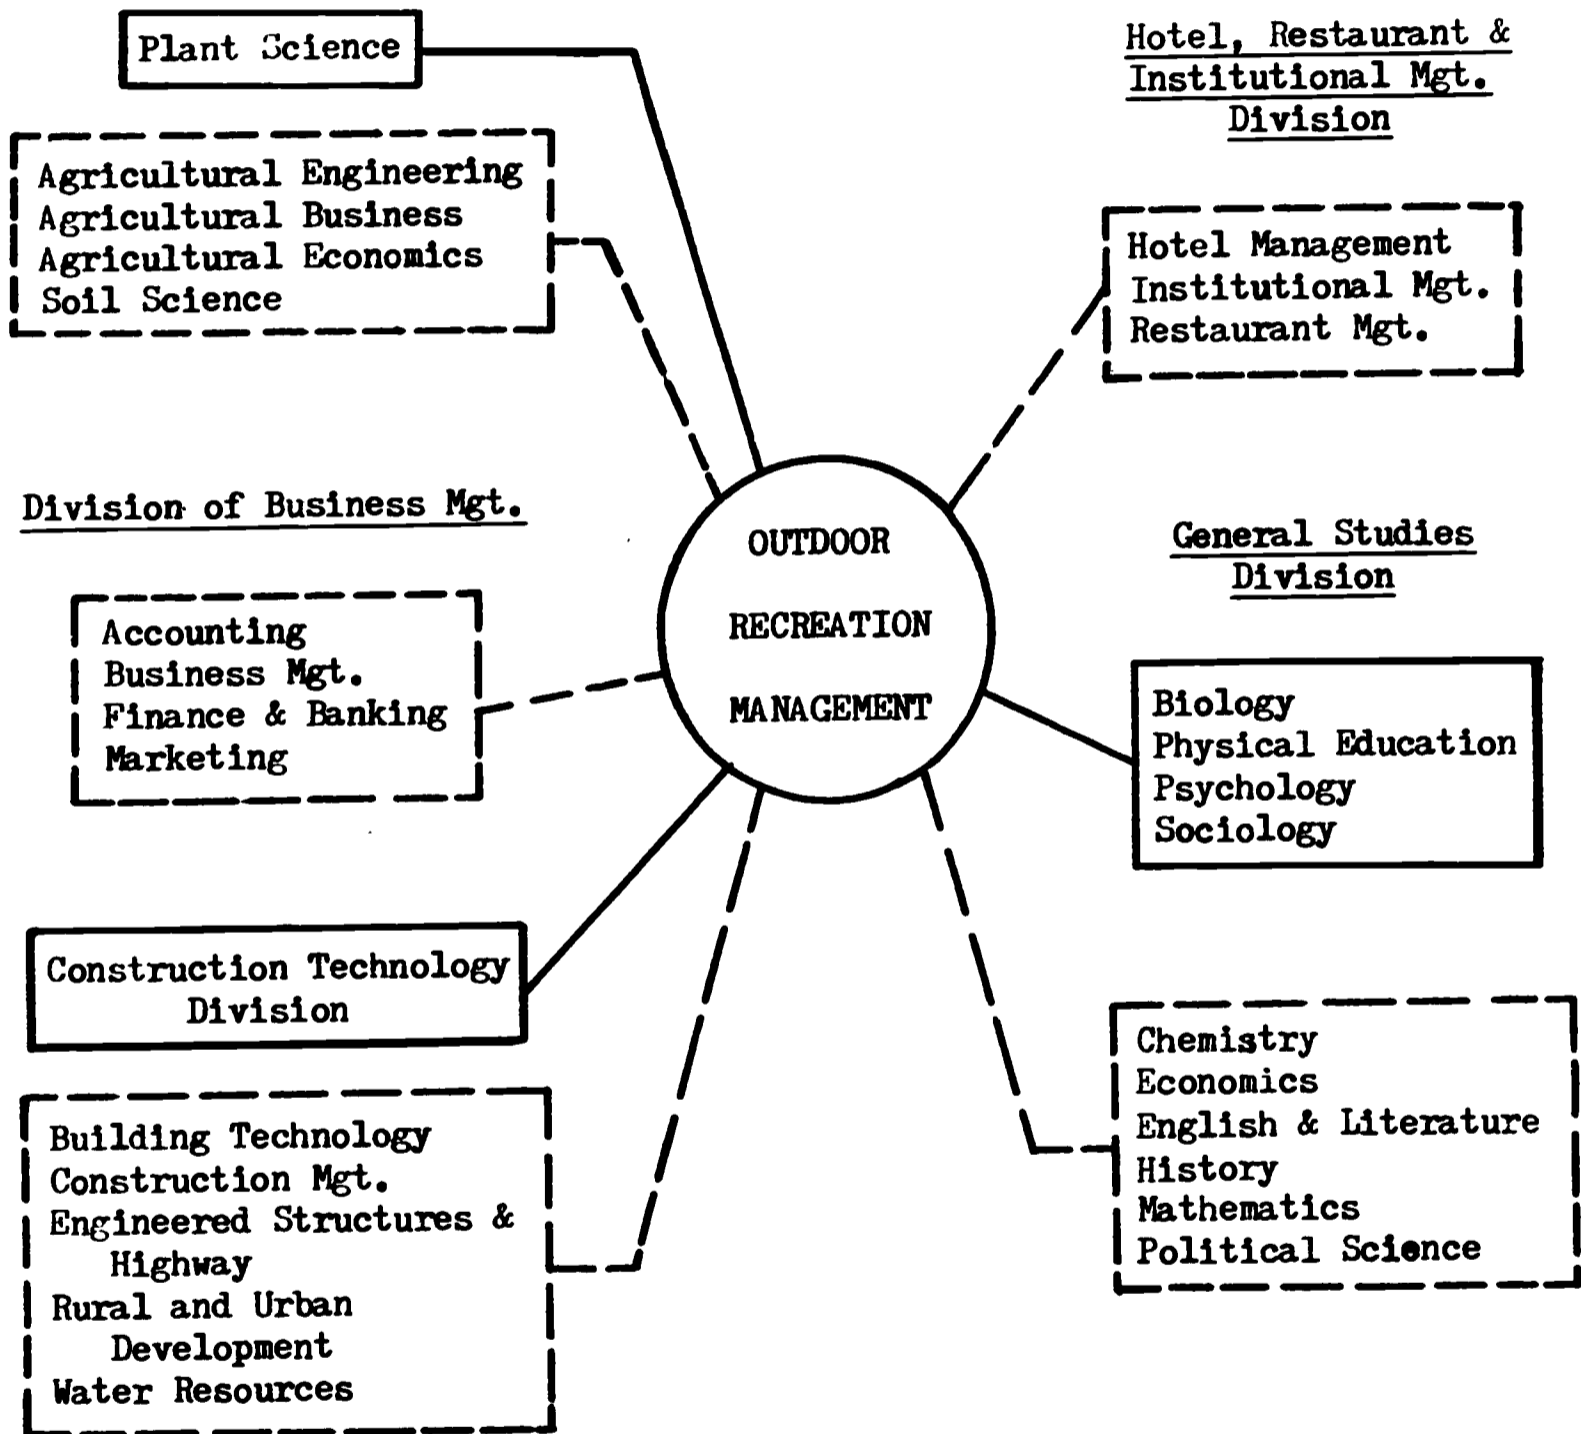 Plant Science
Agricultural Engineering
Agricultural Business
Agricultural Economics
Soil Science
Division of Business Mgt.
Accounting
Business Mgt.
Finance & Banking
Marketing
Construction Technology
Division
Building Technology
Construction Mgt.
Engineered Structures &
Highway
Rural and Urban
Development
Water Resources
OUTDOOR
RECREATION
MANAGEMENT
Hotel, Restaurant &
Institutional Mgt.
Division
Hotel Management
Institutional Mgt.
Restaurant Mgt.
General Studies
Division
Biology
Physical Education
Psychology
Sociology
Chemistry
Economics
English & Literature
History
Mathematics
Political Science